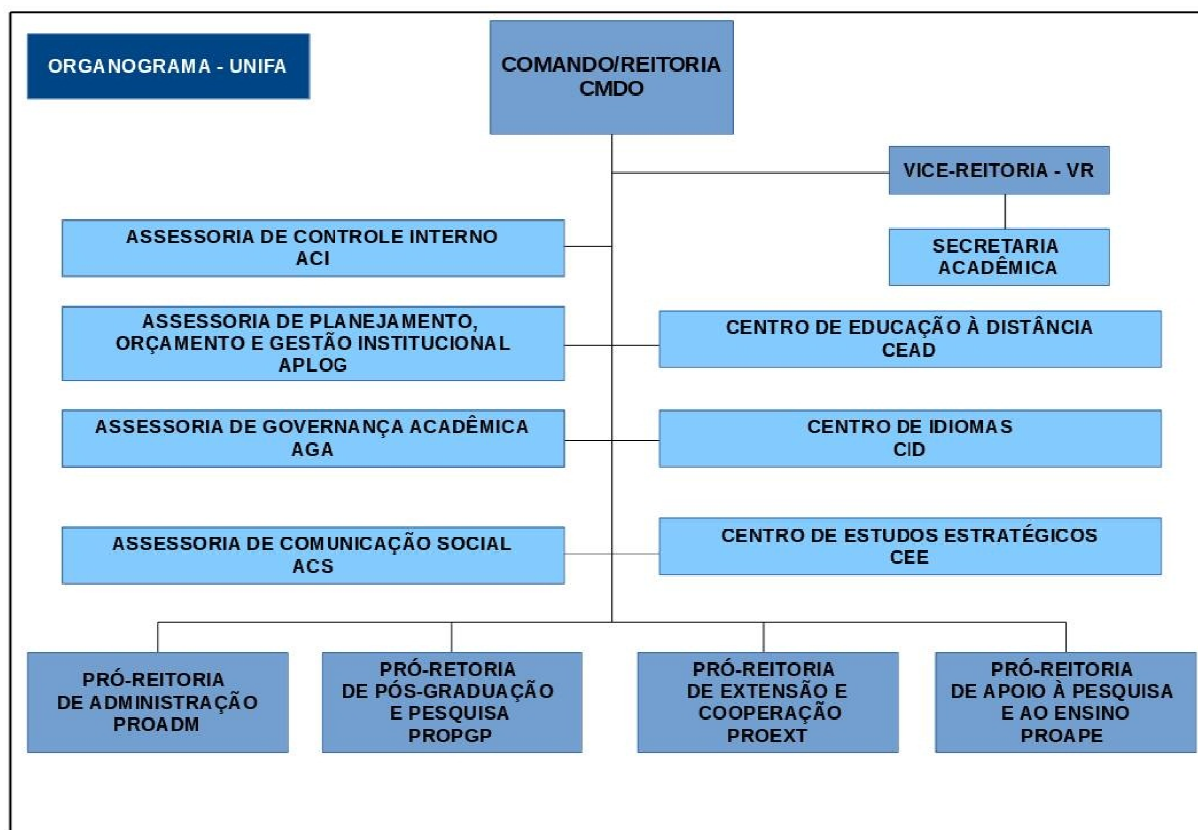 ORGANOGRAMA - UNIFA
COMANDO/REITORIA
CMDO
VICE-REITORIA - VR
SECRETARIA
ACADÊMICA
ASSESSORIA DE CONTROLE INTERNO
ACI
ASSESSORIA DE PLANEJAMENTO,
ORÇAMENTO E GESTÃO INSTITUCIONAL
APLOG
CENTRO DE EDUCAÇÃO À DISTÂNCIA
CEAD
ASSESSORIA DE GOVERNANÇA ACADÊMICA
AGA
CENTRO DE IDIOMAS
CID
ASSESSORIA DE COMUNICAÇÃO SOCIAL
ACS
CENTRO DE ESTUDOS ESTRATÉGICOS
CEE
PRÓ-REITORIA
DE ADMINISTRAÇÃO
PROADM
PRÓ-RETORIA
DE PÓS-GRADUAÇÃO
E PESQUISA
PROPGP
PRÓ-REITORIA
DE EXTENSÃO E
COOPERAÇÃO
PROEXT
PRÓ-REITORIA
DE APOIO À PESQUISA
E AO ENSINO
PROAPE